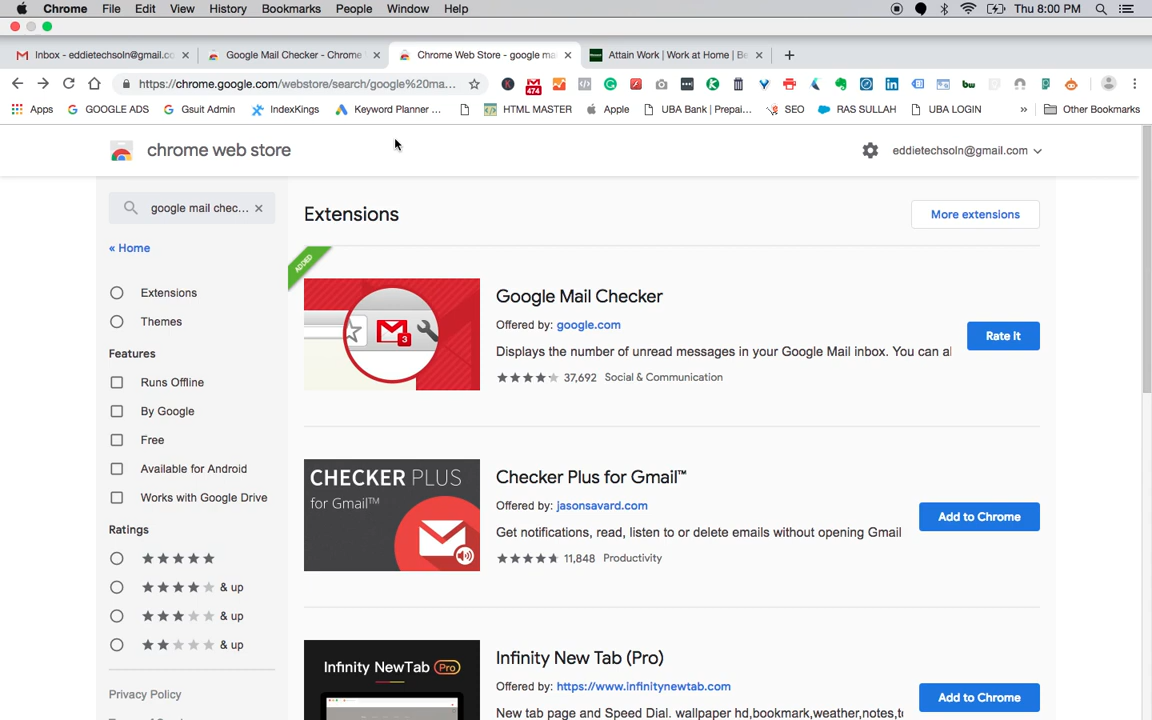 Chrome File Edit View History Bookmarks People Window Help Thu 8:00 PM
Inbox - eddietechsoln@gmail.co Google Mail Checker - Chrome Chrome Web Store - google ma Attain Work | Work at Home | Be
https://chrome.google.com/webstore/search/google%20ma... 474 bw
Apps GOOGLE ADS Gsuit Admin IndexKings Keyword Planner ... HTML MASTER Apple UBA Bank | Prepai... SEO RAS SULLAH UBA LOGIN » Other Bookmarks
chrome web store eddietechsoln@gmail.com
google mail chec...
« Home
Extensions
Themes
Features
Runs Offline
By Google
Free
Available for Android
Works with Google Drive
Ratings
& up
& up
& up
Privacy Policy
Extensions More extensions
ADDED
3
Google Mail Checker
Offered by: google.com
Displays the number of unread messages in your Google Mail inbox. You can al
37,692 Social & Communication
Rate It
CHECKER PLUS
for Gmail™
Checker Plus for Gmail™
Offered by: jasonsavard.com
Get notifications, read, listen to or delete emails without opening Gmail
11,848 Productivity
Add to Chrome
Infinity NewTab Pro
Infinity New Tab (Pro)
Offered by: https://www.infinitynewtab.com
New tab page and Speed Dial. wallpaper hd,bookmark,weather,notes,to
Add to Chrome